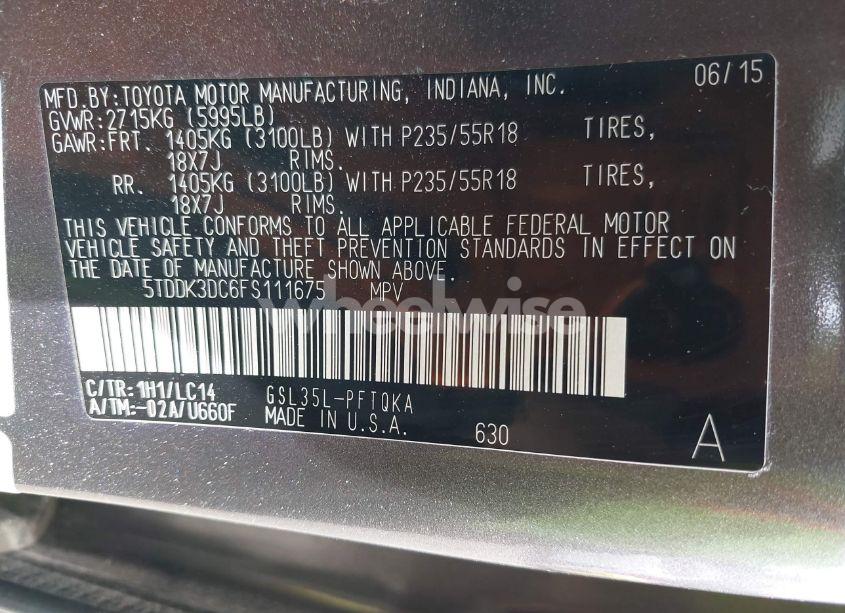 MFD.BY:TOYOTA MOTOR MANUFACTURING, INDIANA, INC. 06/15
GVWR:2715KG (5995LB)
GAWR:FRT. 1405KG (3100LB) WITH P235/55R18 TIRES,
18X7J RIMS.
RR. 1405KG (3100LB) WITH P235/55R18 TIRES,
18X7J RIMS.
THIS VEHICLE CONFORMS TO ALL APPLICABLE FEDERAL MOTOR
VEHICLE SAFETY AND THEFT PREVENTION STANDARDS IN EFFECT ON
THE DATE OF MANUFACTURE SHOWN ABOVE.
5TDDK3DC6FS111675 MPV
wheelwise
C/TR: 1H1/LC14 GSL35L-PFTQKA
A/TM:-02A/U660F MADE IN U.S.A. 630 A